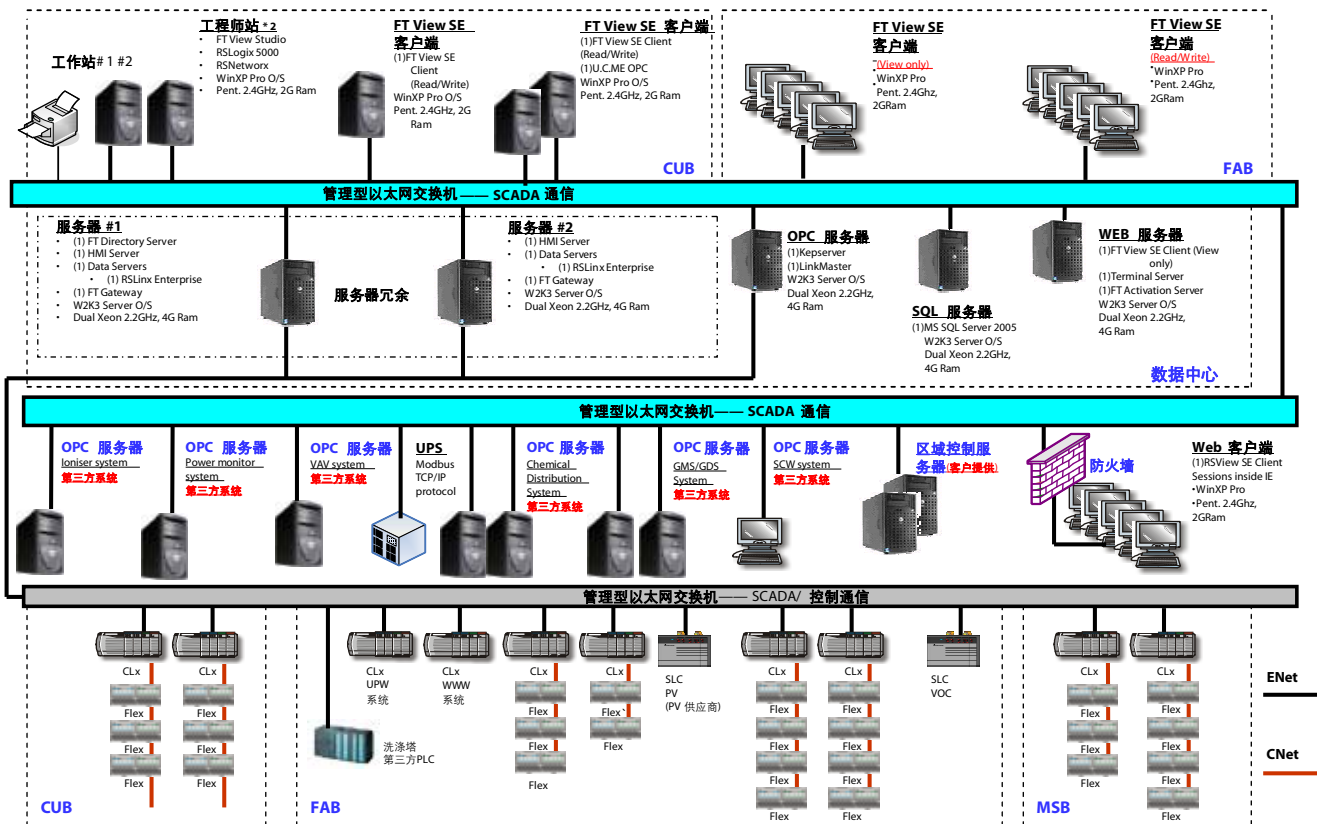 工作站# 1 #2
工程师站 *2
• FT View Studio
• RSLogix 5000
• RSNetworx
• WinXP Pro O/S
• Pent. 2.4GHz, 2G Ram
FT View SE
客户端
(1)FT View SE
Client
(Read/Write)
WinXP Pro O/S
Pent. 2.4GHz, 2G
Ram
FT View SE 客户端
(1)FT View SE Client
(Read/Write)
(1)U.C.ME OPC
WinXP Pro O/S
Pent. 2.4GHz, 2G Ram
CUB
FT View SE
客户端
(View only)
WinXP Pro
Pent. 2.4Ghz,
2GRam
FT View SE
客户端
(Read/Write)
WinXP Pro
Pent. 2.4Ghz,
2GRam
FAB
管理型以太网交换机 —— SCADA 通信
服务器 #1
• (1) FT Directory Server
• (1) HMI Server
• (1) Data Servers
• (1) RSLinx Enterprise
• (1) FT Gateway
• W2K3 Server O/S
• Dual Xeon 2.2GHz, 4G Ram
服务器冗余
服务器 #2
• (1) HMI Server
• (1) Data Servers
• (1) RSLinx Enterprise
• (1) FT Gateway
• W2K3 Server O/S
• Dual Xeon 2.2GHz, 4G Ram
OPC 服务器
(1)Kepserver
(1)LinkMaster
W2K3 Server O/S
Dual Xeon 2.2GHz,
4G Ram
SQL 服务器
(1)MS SQL Server 2005
W2K3 Server O/S
Dual Xeon 2.2GHz,
4G Ram
WEB 服务器
(1)FT View SE Client (View
only)
(1)Terminal Server
(1)FT Activation Server
W2K3 Server O/S
Dual Xeon 2.2GHz,
4G Ram
数据中心
管理型以太网交换机—— SCADA 通信
OPC 服务器
Ioniser system
第三方系统
OPC 服务器
Power monitor
system
第三方系统
OPC 服务器
VAV system
第三方系统
UPS
Modbus
TCP/IP
protocol
OPC 服务器
Chemical
Distribution
System
第三方系统
OPC 服务器
GMS/GDS
System
第三方系统
OPC 服务器
SCW system
第三方系统
区域控制服
务器(客户提供)
防火墙
Web 客户端
(1)RSView SE Client
Sessions inside IE
•WinXP Pro
•Pent. 2.4Ghz,
2GRam
管理型以太网交换机—— SCADA/ 控制通信
CLx
Flex
Flex
Flex
CLx
Flex
Flex
Flex
CUB
洗涤塔
第三方PLC
CLx
UPW
系统
CLx
WWW
系统
CLx
Flex
Flex
Flex
Flex
CLx
Flex
Flex
SLC
PV
(PV 供应商)
CLx
Flex
Flex
Flex
Flex
CLx
Flex
Flex
Flex
Flex
SLC
VOC
FAB
CLx
Flex
Flex
Flex
CLx
Flex
Flex
Flex
Flex
MSB
ENet
CNet